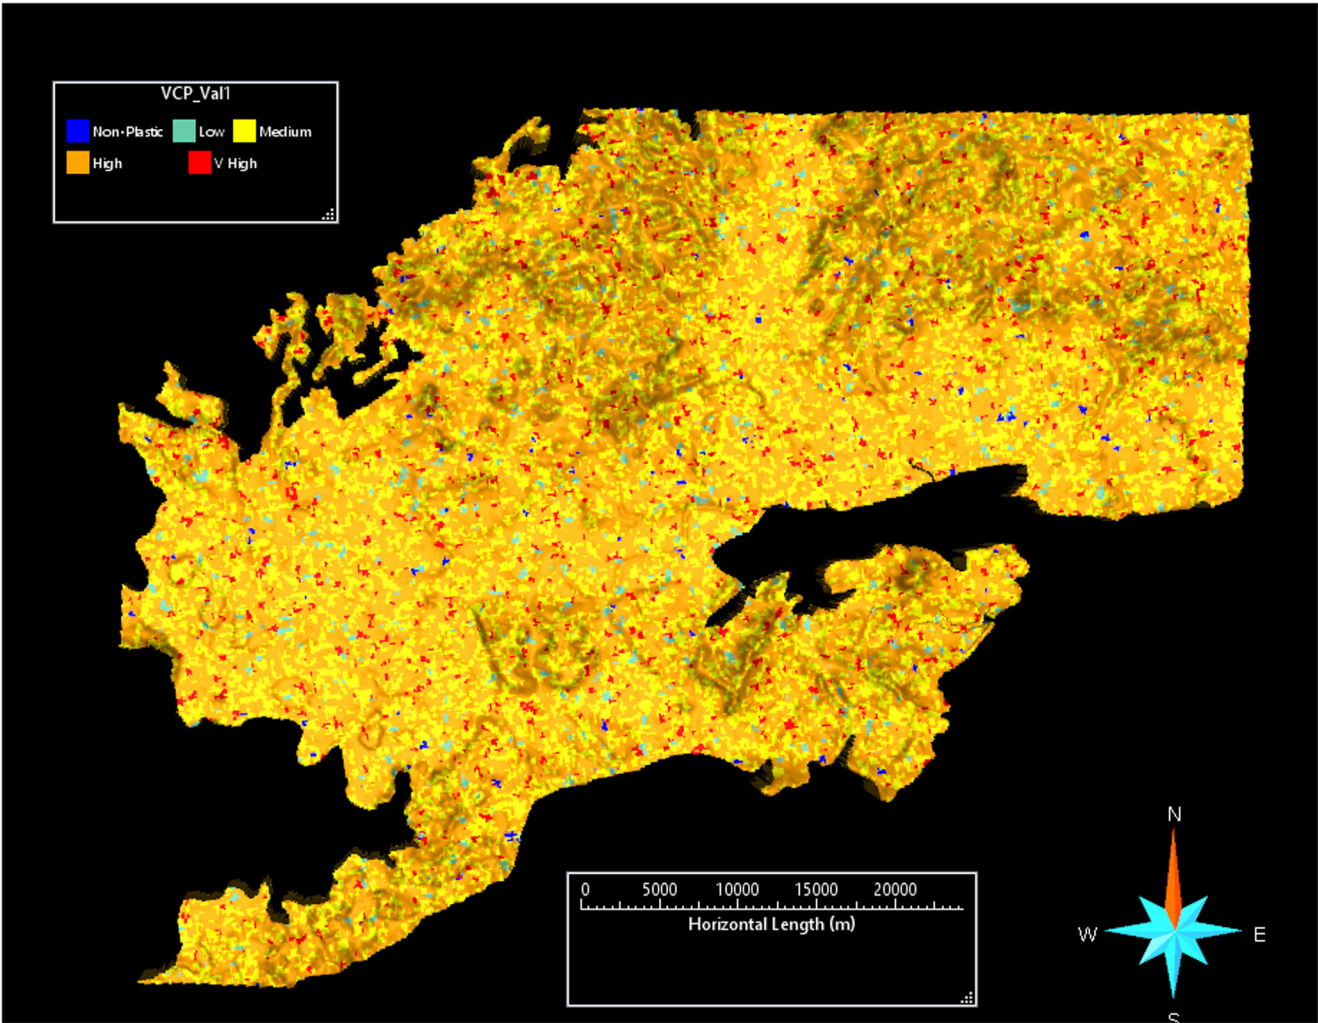 VCP_Val1
Non-Plastic Low Medium
High V High
N
W E
S
0 5000 10000 15000 20000
Horizontal Length (m)